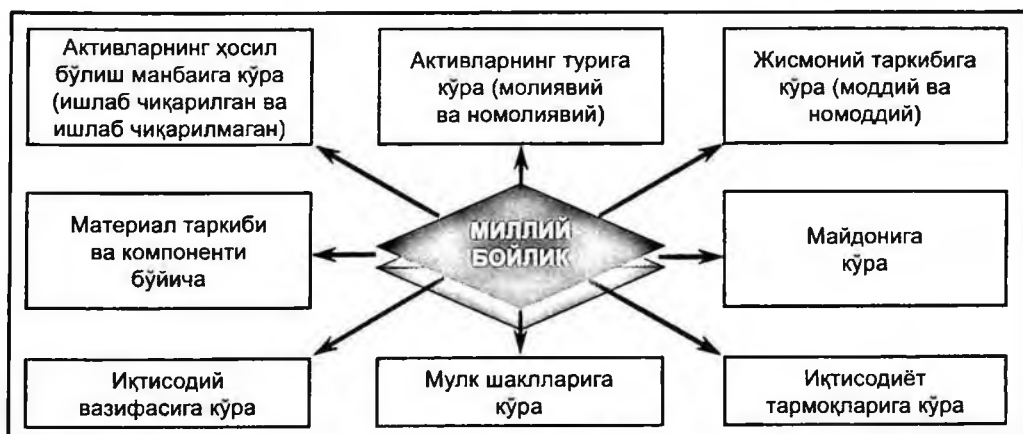 Активларнинг ҳосил
бўлиш манбаига кўра
(ишлаб чиқарилган ва
ишлаб чиқарилмаган)
Активларнинг турига
кўра (молиявий
ва номолиявий)
Жисмоний таркибига
кўра (моддий ва
номоддий)
Материал таркиби
ва компоненти
бўйича
МИЛЛИЙ
БОЙЛИК
Майдонига
кўра
Иқтисодий
вазифасига кўра
Мулк шаклларига
кўра
Иқтисодиёт
тармоқларига кўра